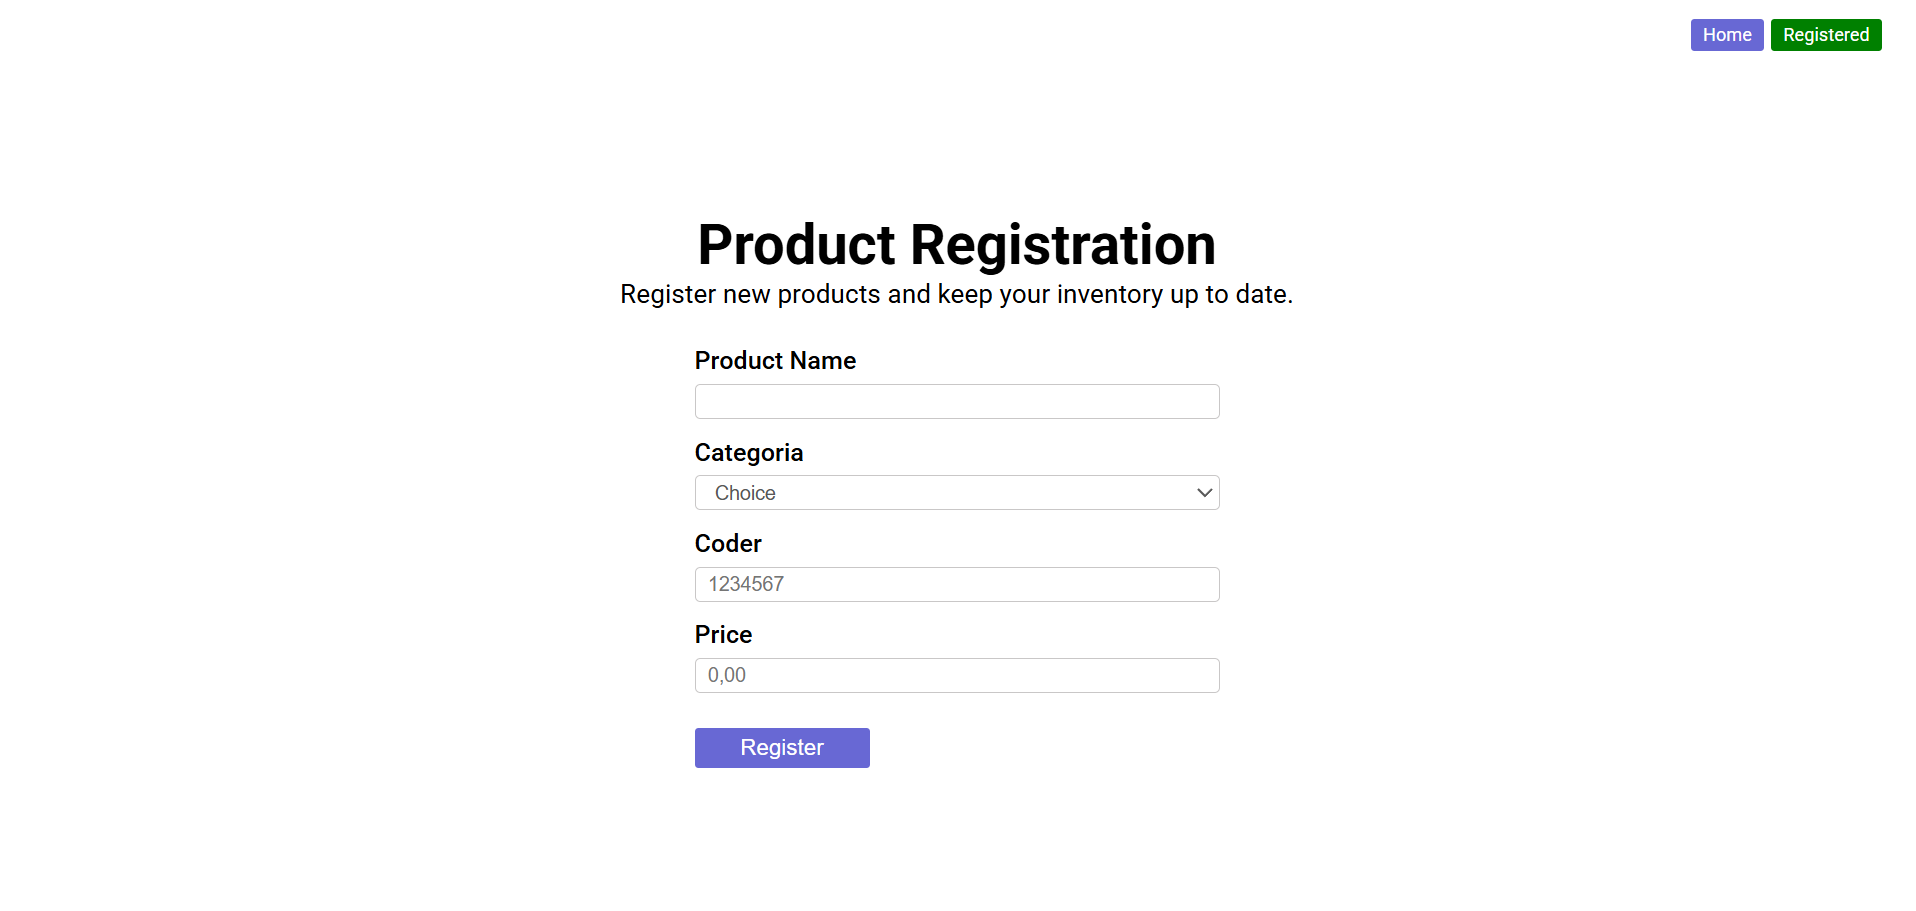 Home Registered
Product Registration
Register new products and keep your inventory up to date.
Product Name
Categoria
Choice
Coder
1234567
Price
0,00
Register